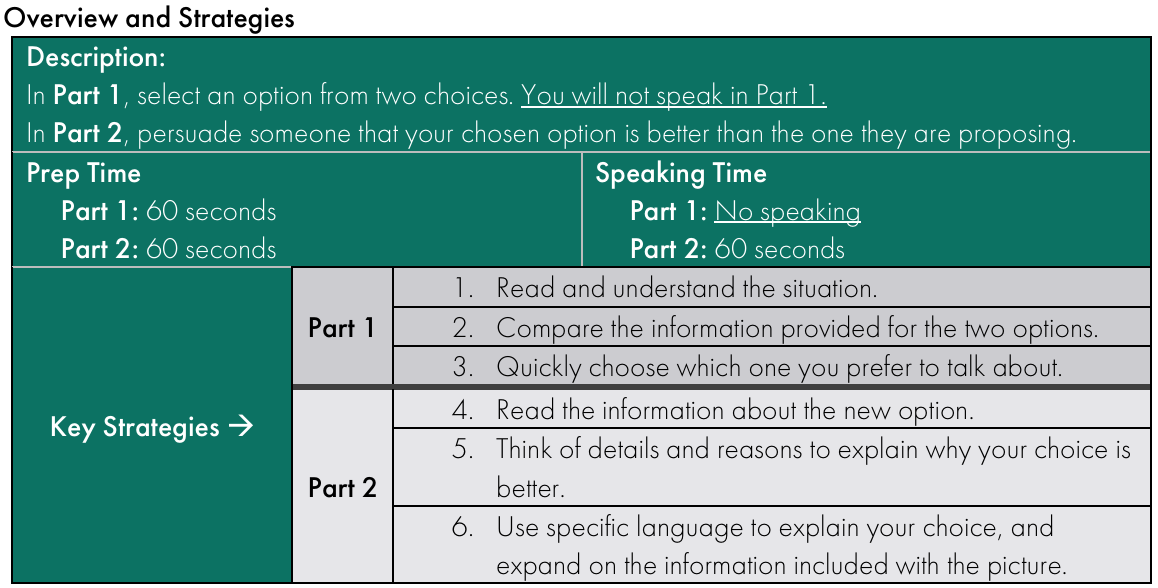 Overview and Strategies
Description:
In Part 1, select an option from two choices. You will not speak in Part 1.
In Part 2, persuade someone that your chosen option is better than the one they are proposing.
Prep Time
Part 1: 60 seconds
Part 2: 60 seconds
Speaking Time
Part 1: No speaking
Part 2: 60 seconds
Key Strategies →
Part 1
1. Read and understand the situation.
2. Compare the information provided for the two options.
3. Quickly choose which one you prefer to talk about.
Part 2
4. Read the information about the new option.
5. Think of details and reasons to explain why your choice is
better.
6. Use specific language to explain your choice, and
expand on the information included with the picture.